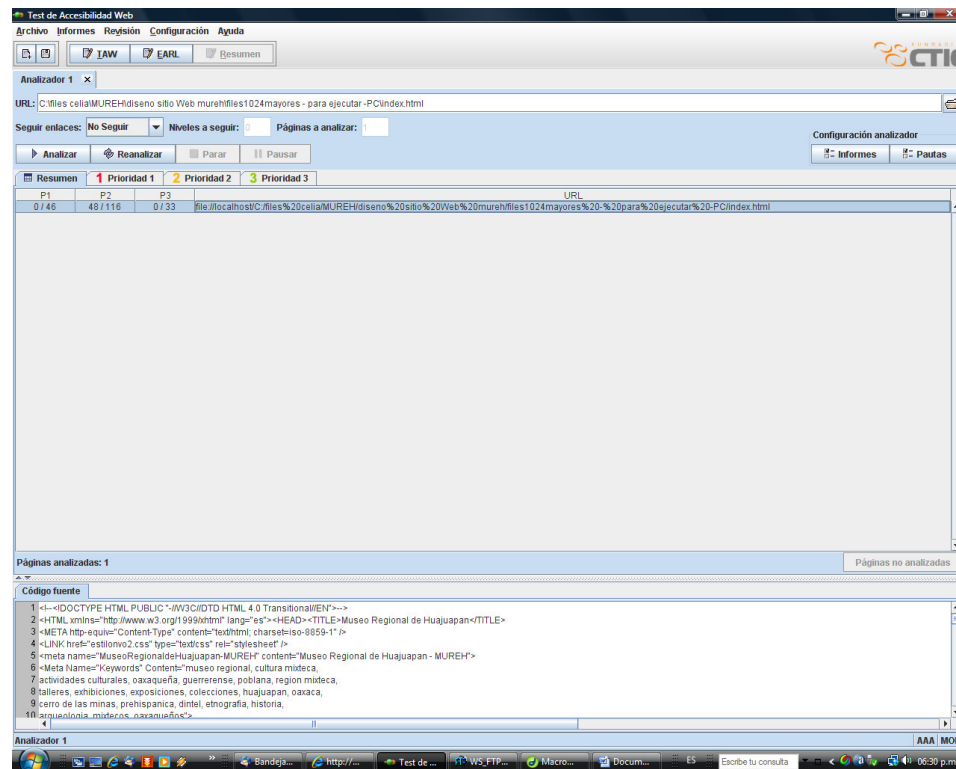 Test de Accesibilidad Web
Archivo Informes Revisión Configuración Ayuda
TAW EARL Resumen
FUNDACI
CTIC
Analizador 1 x
URL: C:\files celia\MUREH\diseno sitio Web mureh\files1024mayores - para ejecutar -PC\index.html
Seguir enlaces: No Seguir Niveles a seguir: 0 Páginas a analizar: 1
Configuración analizador
Analizar Reanalizar Parar Pausar Informes Pautas
Resumen 1 Prioridad 1 2 Prioridad 2 3 Prioridad 3
P1 P2 P3 URL
0 / 46 48 / 116 0 / 33 file://localhost/C:/files%20celia/MUREH/diseno%20sitio%20Web%20mureh/files1024mayores%20-%20para%20ejecutar%20-PC/index.html
Páginas analizadas: 1 Páginas no analizadas
Código fuente
1 <!--<!DOCTYPE HTML PUBLIC "-//W3C//DTD HTML 4.0 Transitional//EN">-->
2 <HTML xmlns="http://www.w3.org/1999/xhtml" lang="es"><HEAD><TITLE>Museo Regional de Huajuapan</TITLE>
3 <META http-equiv="Content-Type" content="text/html; charset=iso-8859-1" />
4 <LINK href="estilonvo2.css" type="text/css" rel="stylesheet" />
5 <meta name="MuseoRegionaldeHuajuapan-MUREH" content="Museo Regional de Huajuapan - MUREH">
6 <Meta Name="Keywords" Content="museo regional, cultura mixteca,
7 actividades culturales, oaxaqueña, guerrerense, poblana, region mixteca,
8 talleres, exhibiciones, exposiciones, colecciones, huajuapan, oaxaca,
9 cerro de las minas, prehispanica, dintel, etnografia, historia,
10 arqueologia, mixtecos, oaxaqueños">
Analizador 1 AAA MO
Bandeja... http://... Test de ... WS_FTP... Macro... Docum... ES Escribe tu consulta 06:30 p.m.